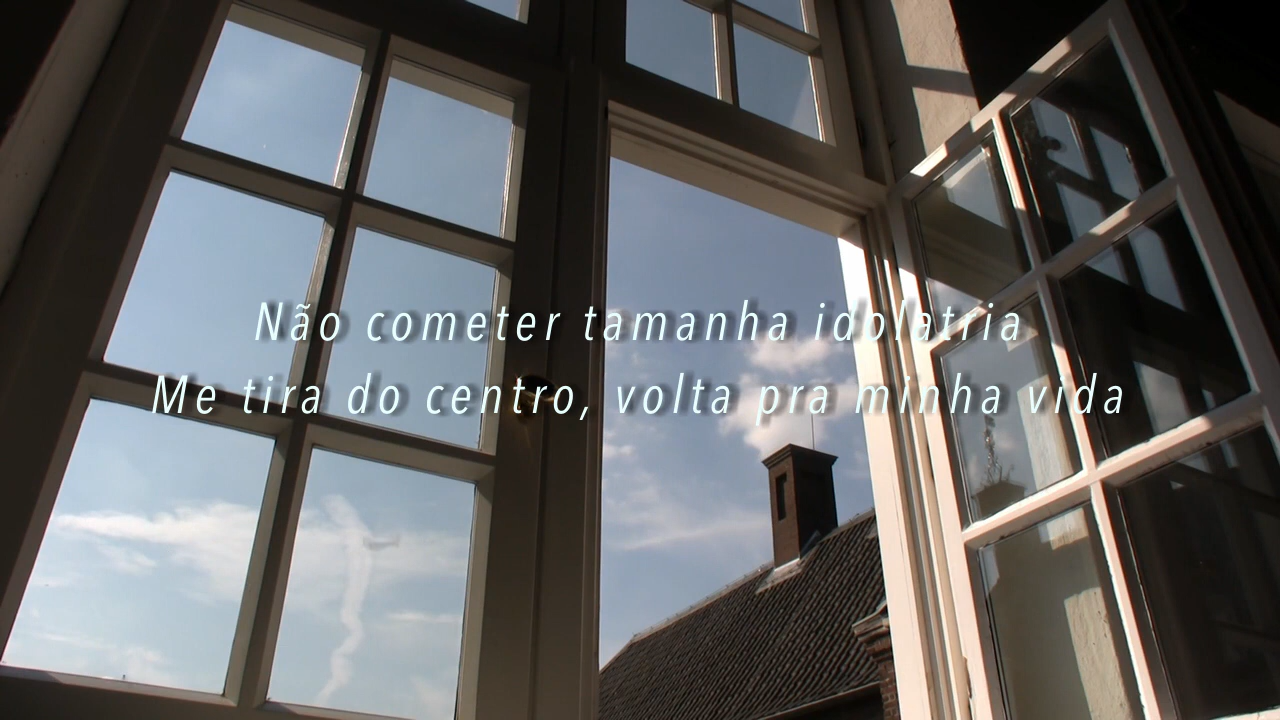 Não cometer tamanha idolatria
Me tira do centro, volta pra minha vida